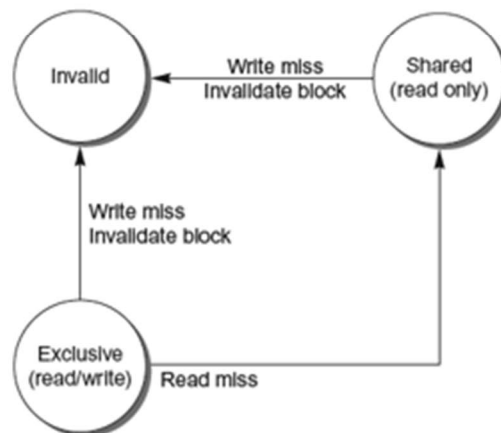 Invalid
Write miss
Invalidate block
Shared
(read only)
Write miss
Invalidate block
Exclusive
(read/write)
Read miss